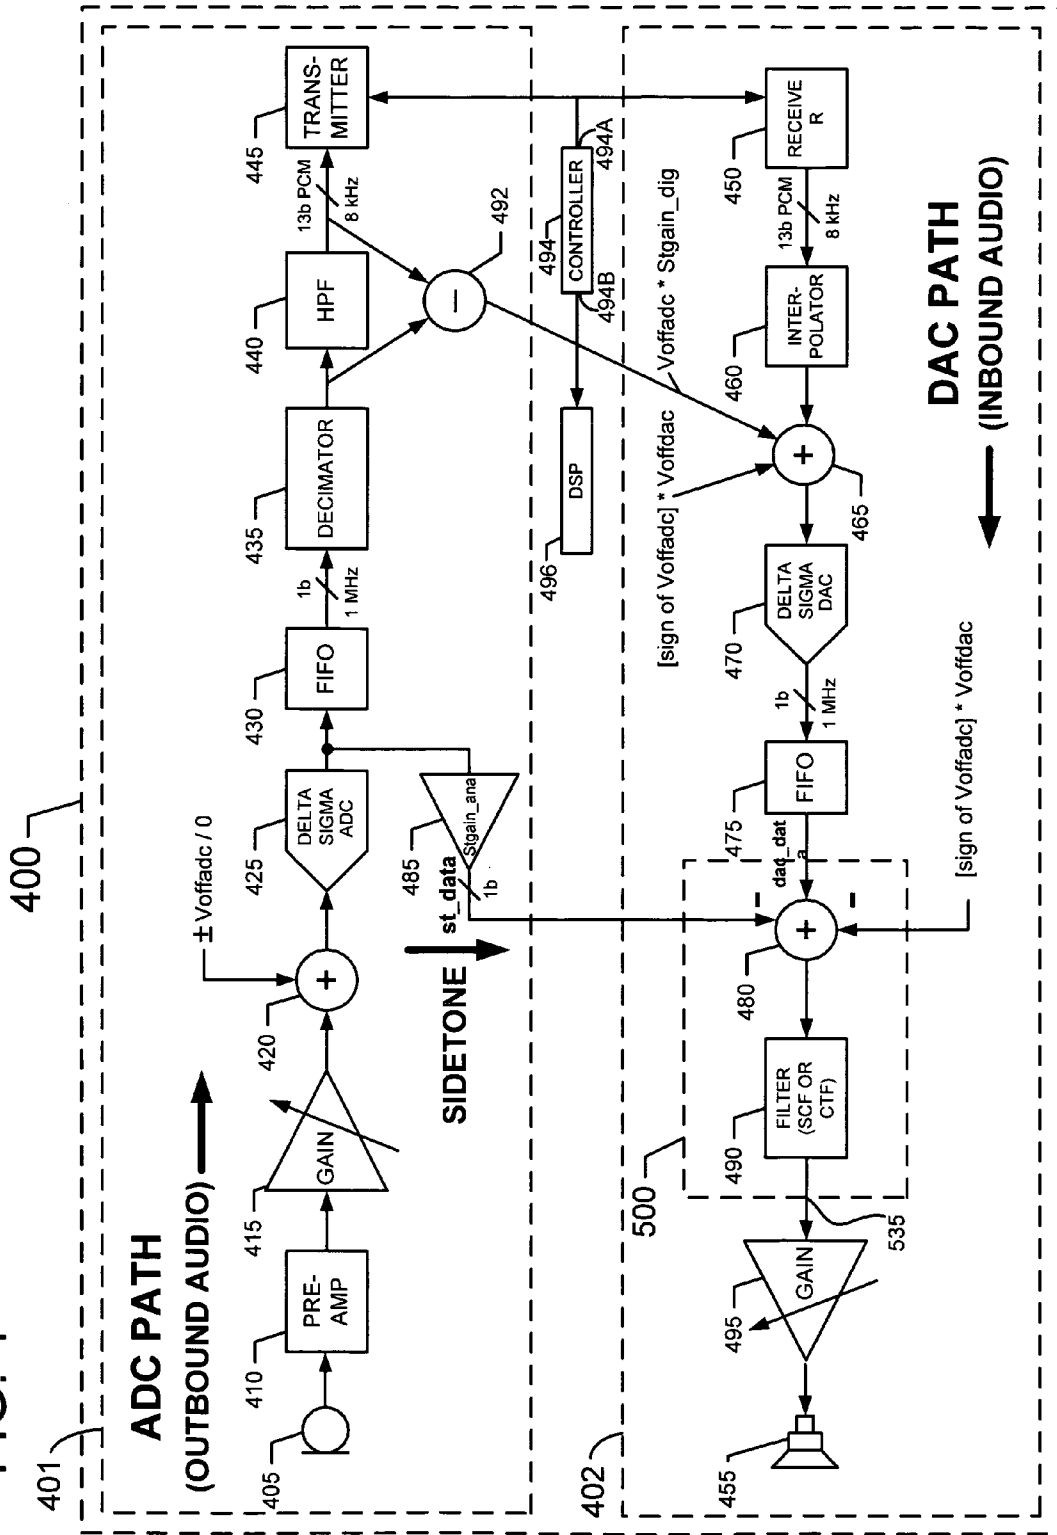 400
401
ADC PATH
(OUTBOUND AUDIO)
405
410
PRE-
AMP
415
GAIN
420
+
± Voffadc / 0
425
DELTA
SIGMA
ADC
430
FIFO
1b
1 MHz
435
DECIMATOR
440
HPF
13b PCM
8 kHz
445
TRANS-
MITTER
492
−
SIDETONE
st_data
1b
485
Stgain_ana
494
CONTROLLER
494A
494B
496
DSP
Voffadc * Stgain_dig
[sign of Voffadc] * Voffdac
402
DAC PATH
(INBOUND AUDIO)
450
RECEIVE
R
13b PCM
8 kHz
460
INTER-
POLATOR
465
+
470
DELTA
SIGMA
DAC
1b
1 MHz
475
FIFO
dac_dat
a
480
+
-
-
[sign of Voffadc] * Voffdac
500
490
FILTER
(SCF OR
CTF)
535
495
GAIN
455